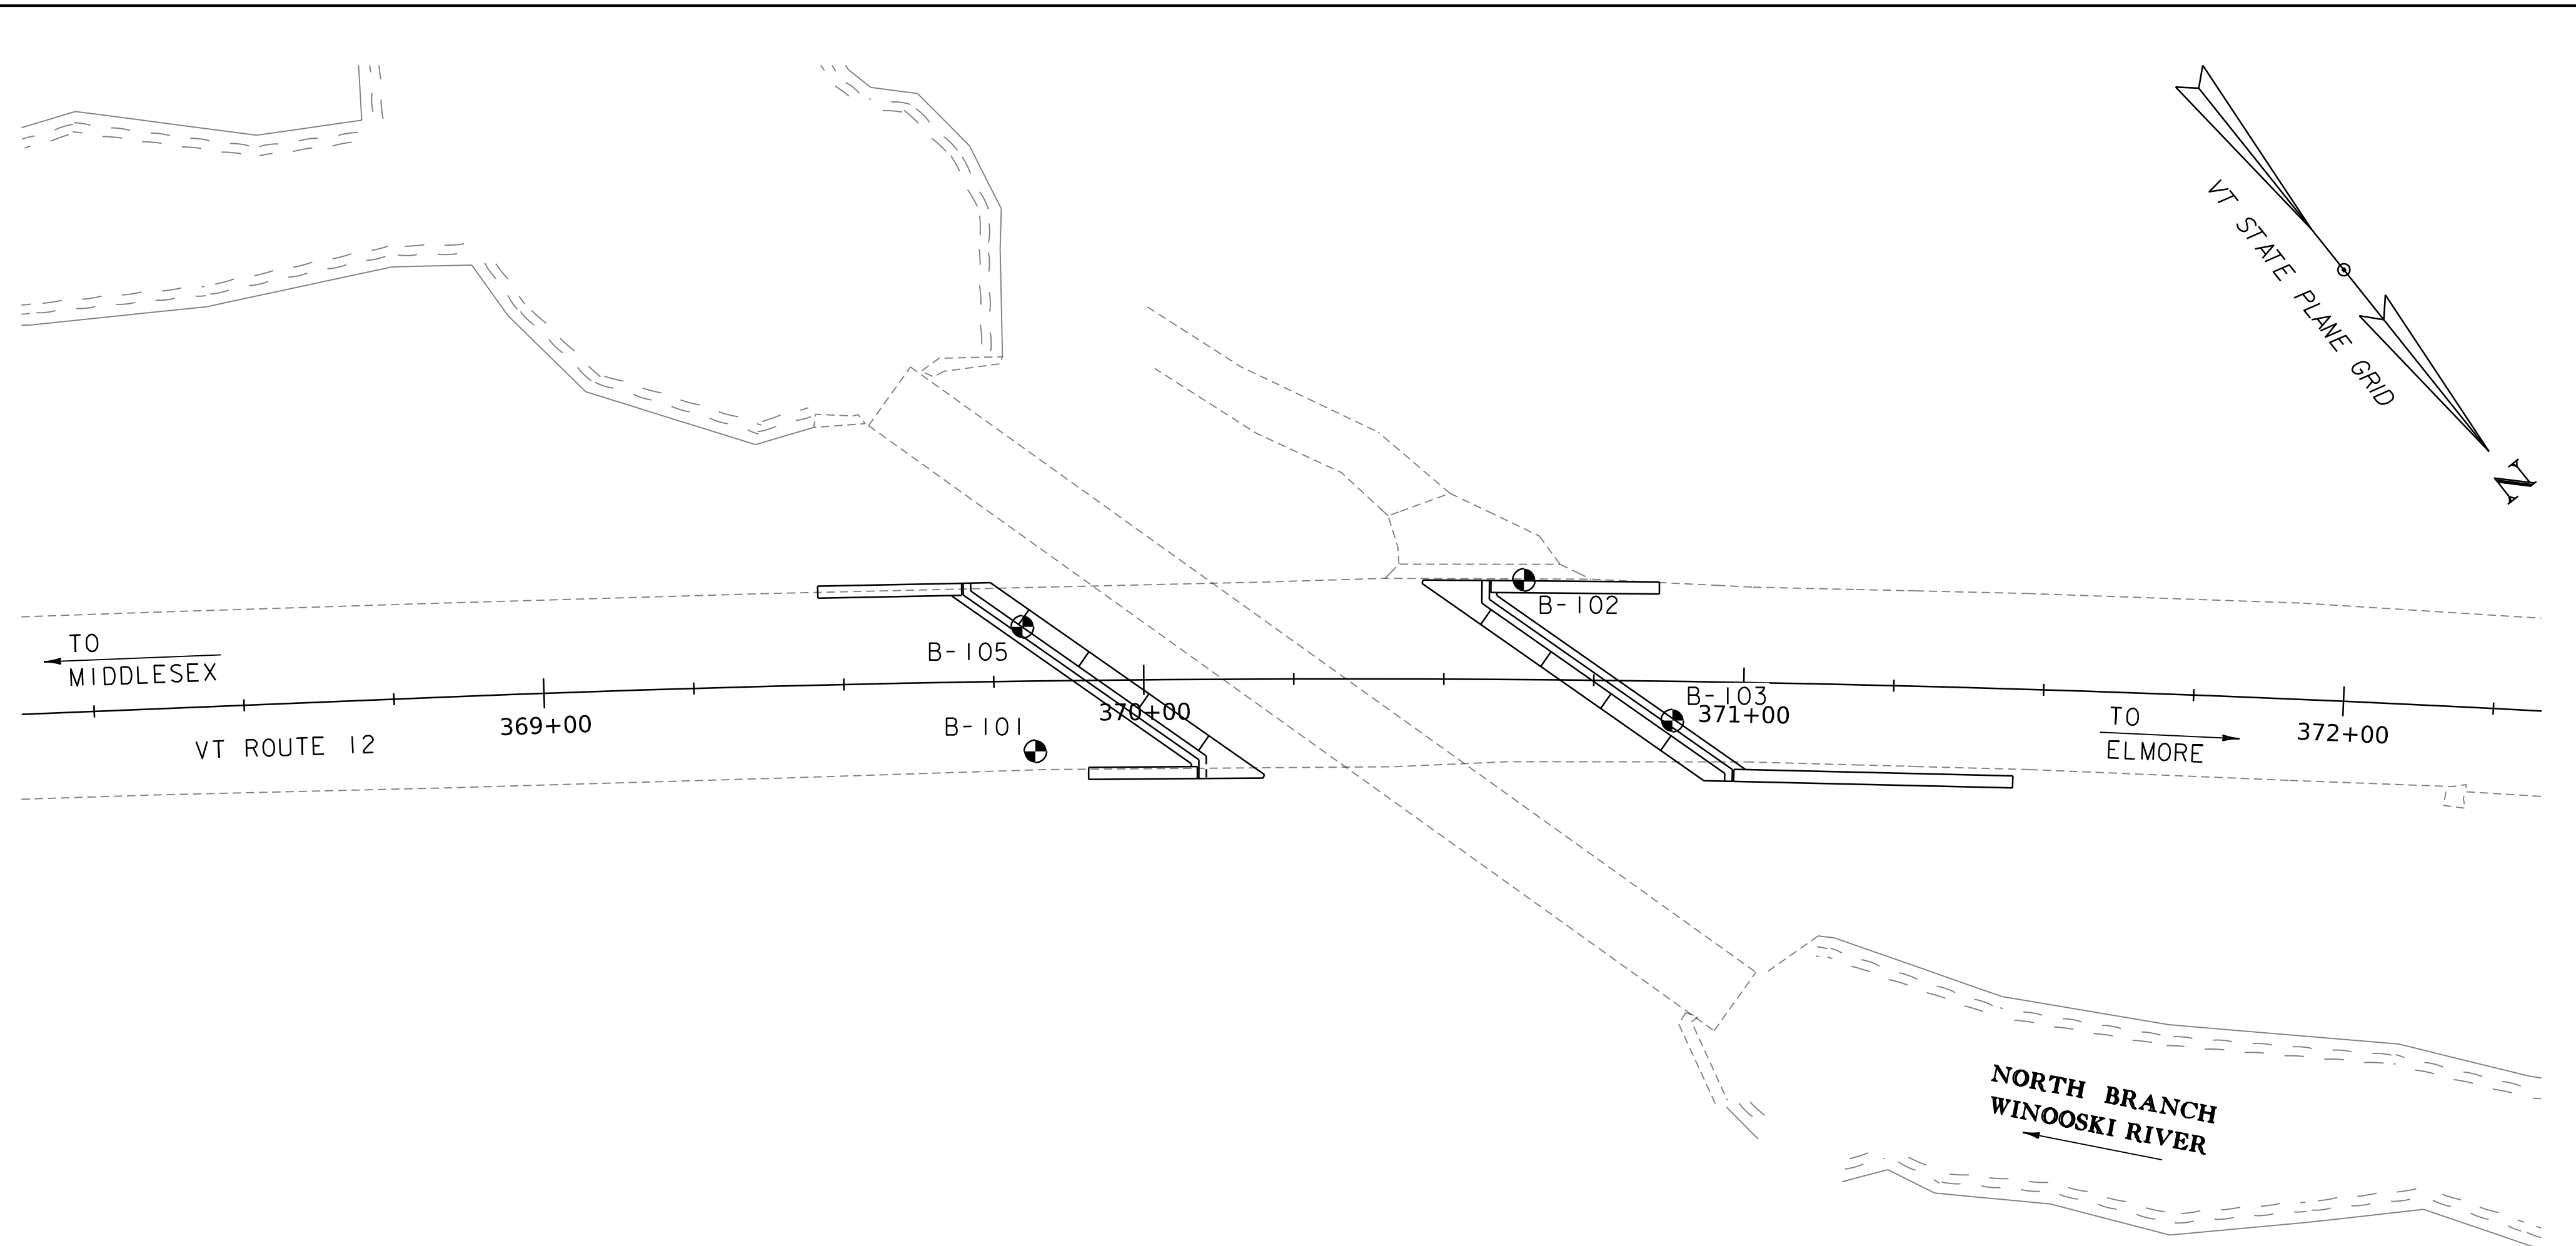 VT STATE PLANE GRID
N
B-102
TO
MIDDLESEX
B-105
B-103
370+00
371+00
369+00
B-101
TO
ELMORE
372+00
VT ROUTE 12
NORTH BRANCH
WINOOSKI RIVER